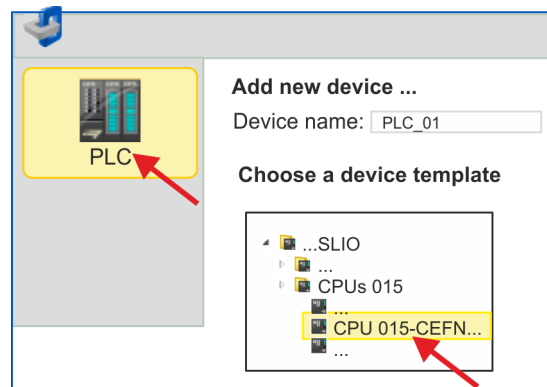 PLC
Add new device ...
Device name: PLC_01
Choose a device template
...SLIO
...
CPUs 015
...
CPU 015-CEFN...
...